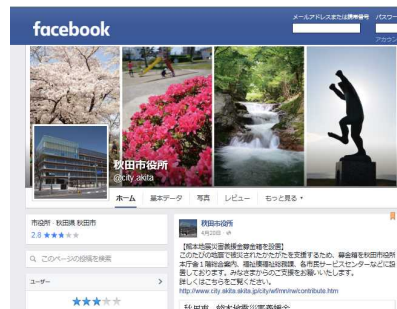 facebook
メールアドレスまたは携帯番号 パスワー
アカウン
秋田市役所
@city.akita
ホーム 基本データ 写真 レビュー もっと見る
市役所・秋田県 秋田市
2.8 ★★★★★
このページの投稿を検索
ユーザー
★★★★★
秋田市役所
4月20日
【熊本地震災害義援金募金箱を設置】
このたびの地震で被災されたかたがたを支援するため、募金箱を秋田市役所
本庁舎1階総合案内、福祉総務課、各市民サービスセンターなどに設
置しております。みなさまからのご支援をお願いいたします。
詳しくはこちらをご覧ください。
http://www.city.akita.akita.jp/city/wf/mn/rw/contribute.htm
秋田市 熊本地震災害義援金